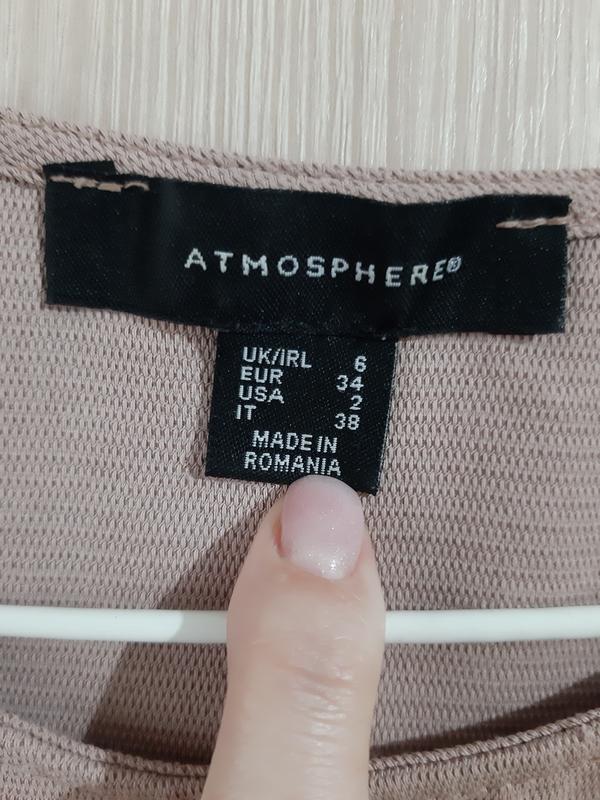 ATMOSPHERE®
UK/IRL 6
EUR 34
USA 2
IT 38
MADE IN
ROMANIA